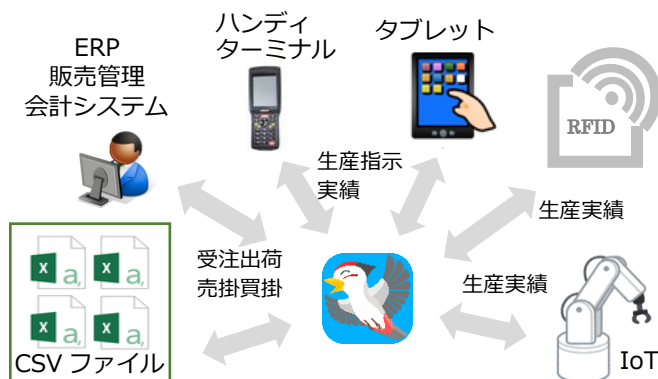 ERP
販売管理
会計システム
ハンディ
ターミナル
タブレット
RFID
生産指示
実績
生産実績
受注出荷
売掛買掛
生産実績
x a,
x a,
x a,
x a,
CSV ファイル
IoT